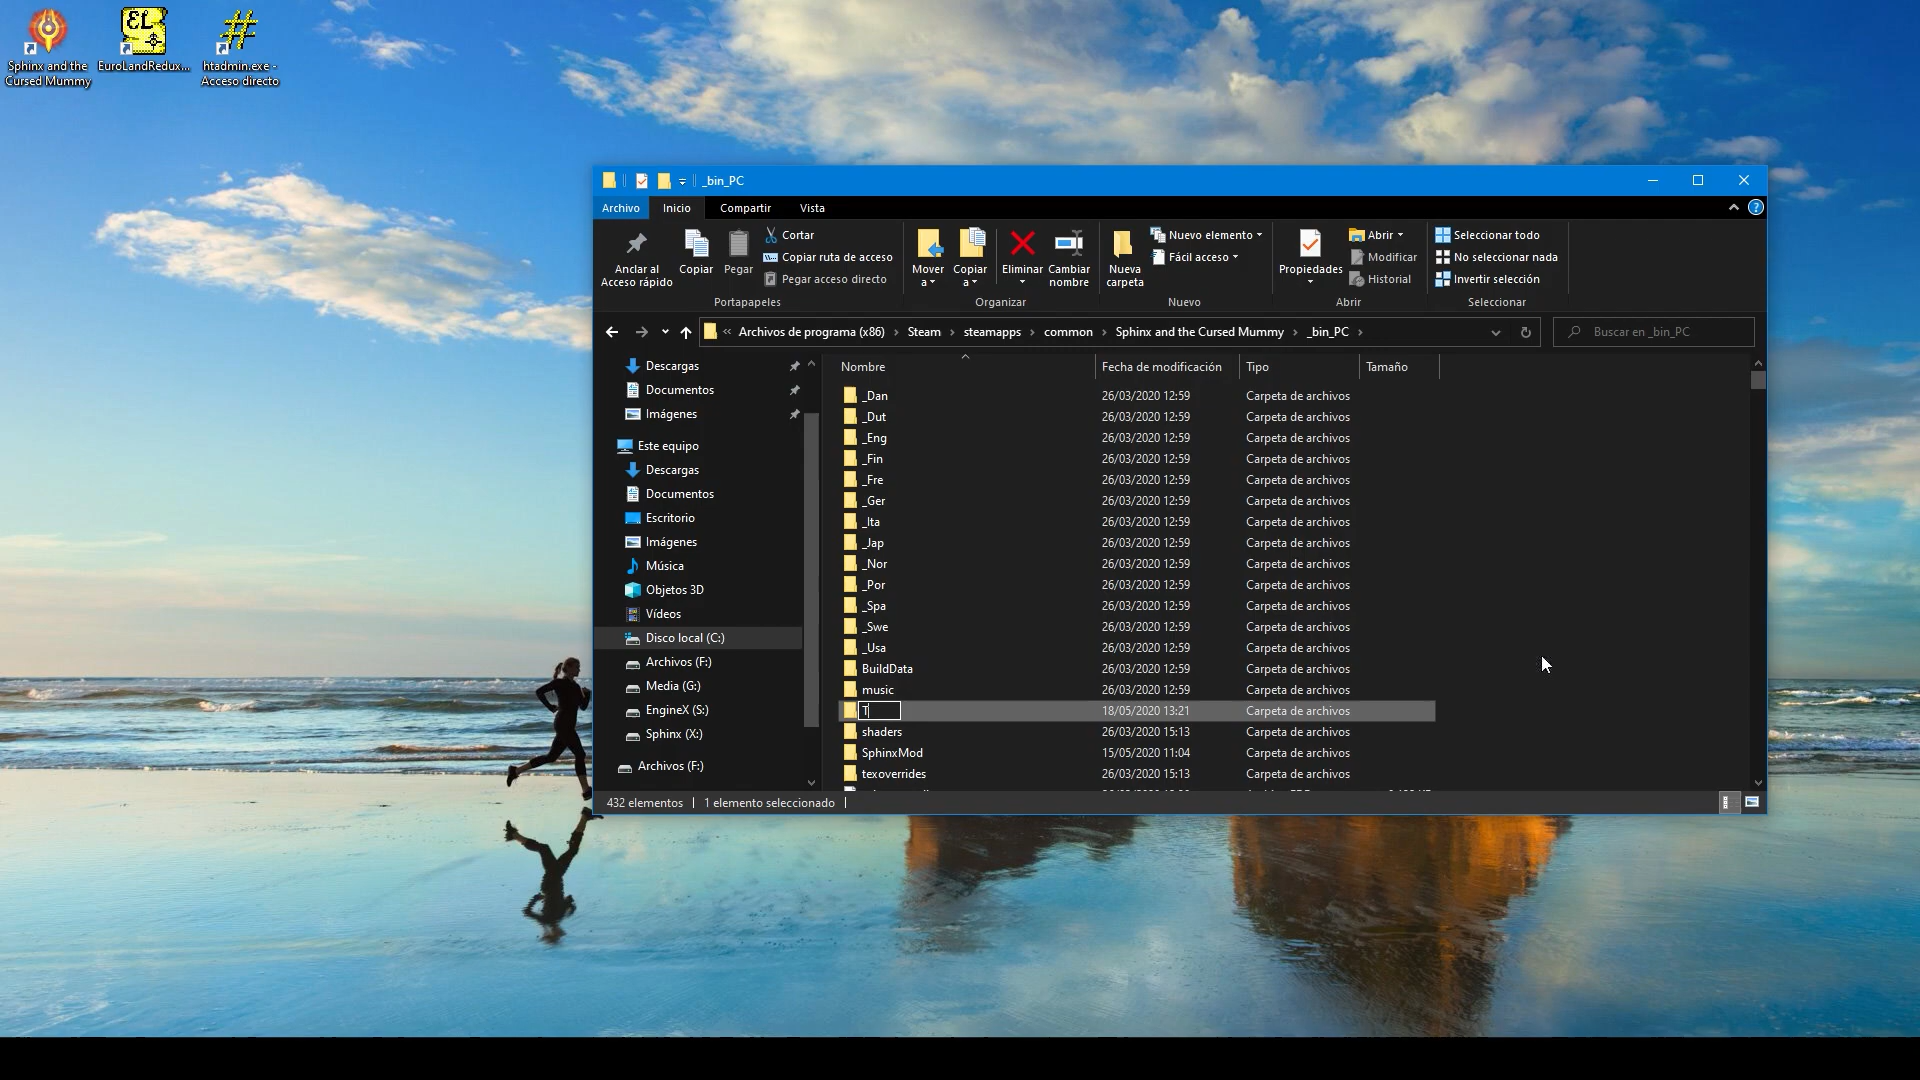 Sphinx and the
Cursed Mummy
EuroLandRedux...
htadmin.exe -
Acceso directo
_bin_PC
Archivo
Inicio
Compartir
Vista
Anclar al
Acceso rápido
Copiar
Pegar
Cortar
Copiar ruta de acceso
Pegar acceso directo
Portapapeles
Mover
a
Copiar
a
Eliminar
Cambiar
nombre
Organizar
Nueva
carpeta
Nuevo elemento
Fácil acceso
Nuevo
Propiedades
Abrir
Modificar
Historial
Abrir
Seleccionar todo
No seleccionar nada
Invertir selección
Seleccionar
« Archivos de programa (x86) › Steam › steamapps › common › Sphinx and the Cursed Mummy › _bin_PC ›
Buscar en _bin_PC
Descargas
Documentos
Imágenes
Este equipo
Descargas
Documentos
Escritorio
Imágenes
Música
Objetos 3D
Vídeos
Disco local (C:)
Archivos (F:)
Media (G:)
EngineX (S:)
Sphinx (X:)
Archivos (F:)
Nombre Fecha de modificación Tipo Tamaño
_Dan 26/03/2020 12:59 Carpeta de archivos
_Dut 26/03/2020 12:59 Carpeta de archivos
_Eng 26/03/2020 12:59 Carpeta de archivos
_Fin 26/03/2020 12:59 Carpeta de archivos
_Fre 26/03/2020 12:59 Carpeta de archivos
_Ger 26/03/2020 12:59 Carpeta de archivos
_Ita 26/03/2020 12:59 Carpeta de archivos
_Jap 26/03/2020 12:59 Carpeta de archivos
_Nor 26/03/2020 12:59 Carpeta de archivos
_Por 26/03/2020 12:59 Carpeta de archivos
_Spa 26/03/2020 12:59 Carpeta de archivos
_Swe 26/03/2020 12:59 Carpeta de archivos
_Usa 26/03/2020 12:59 Carpeta de archivos
BuildData 26/03/2020 12:59 Carpeta de archivos
music 26/03/2020 12:59 Carpeta de archivos
T 18/05/2020 13:21 Carpeta de archivos
shaders 26/03/2020 15:13 Carpeta de archivos
SphinxMod 15/05/2020 11:04 Carpeta de archivos
texoverrides 26/03/2020 15:13 Carpeta de archivos
432 elementos
1 elemento seleccionado